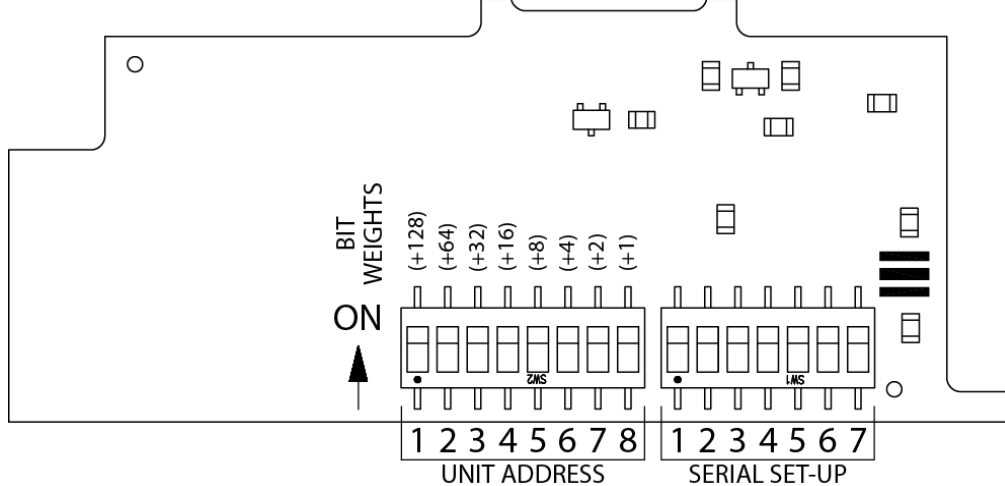 BIT
WEIGHTS
(+128) (+64) (+32) (+16) (+8) (+4) (+2) (+1)
ON
SW2 SW1
1 2 3 4 5 6 7 8 1 2 3 4 5 6 7
UNIT ADDRESS SERIAL SET-UP